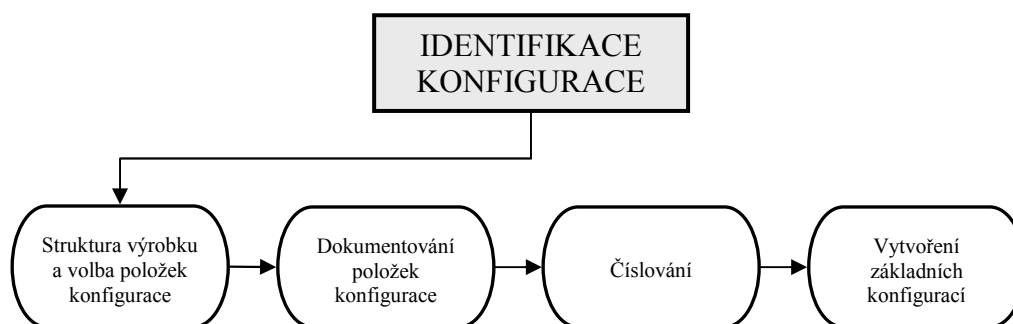 IDENTIFIKACE
KONFIGURACE
Struktura výrobku
a volba položek
konfigurace
Dokumentování
položek
konfigurace
Číslování
Vytvoření
základních
konfigurací